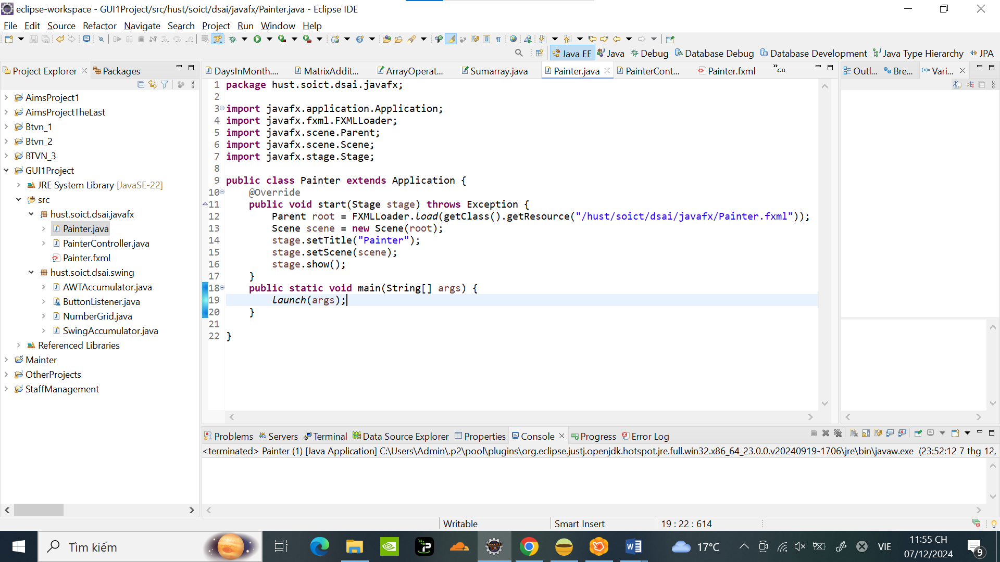 eclipse-workspace - GUI1Project/src/hust/soict/dsai/javafx/Painter.java - Eclipse IDE
File Edit Source Refactor Navigate Search Project Run Window Help
Java EE Java Debug Database Debug Database Development Java Type Hierarchy JPA
Project Explorer Packages
AimsProject1
AimsProjectTheLast
Btvn_1
Btvn_2
BTVN_3
GUI1Project
JRE System Library [JavaSE-22]
src
hust.soict.dsai.javafx
Painter.java
PainterController.java
Painter.fxml
hust.soict.dsai.swing
AWTAccumulator.java
ButtonListener.java
NumberGrid.java
SwingAccumulator.java
Referenced Libraries
Mainter
OtherProjects
StaffManagement
DaysInMonth.... MatrixAddit... ArrayOperat... Sumarray.java Painter.java PainterCont... Painter.fxml »68
1 package hust.soict.dsai.javafx;
2
3 import javafx.application.Application;
4 import javafx.fxml.FXMLLoader;
5 import javafx.scene.Parent;
6 import javafx.scene.Scene;
7 import javafx.stage.Stage;
8
9 public class Painter extends Application {
10 @Override
11 public void start(Stage stage) throws Exception {
12 Parent root = FXMLLoader.load(getClass().getResource("/hust/soict/dsai/javafx/Painter.fxml"));
13 Scene scene = new Scene(root);
14 stage.setTitle("Painter");
15 stage.setScene(scene);
16 stage.show();
17 }
18 public static void main(String[] args) {
19 launch(args);
20 }
21
22 }
Outl... Bre... Vari...
Problems Servers Terminal Data Source Explorer Properties Console Progress Error Log
<terminated> Painter (1) [Java Application] C:\Users\Admin\.p2\pool\plugins\org.eclipse.justj.openjdk.hotspot.jre.full.win32.x86_64_23.0.0.v20240919-1706\jre\bin\javaw.exe (23:52:12 7 thg 12,
Writable Smart Insert 19 : 22 : 614
Tìm kiếm
17°C
VIE
11:55 CH
07/12/2024
9